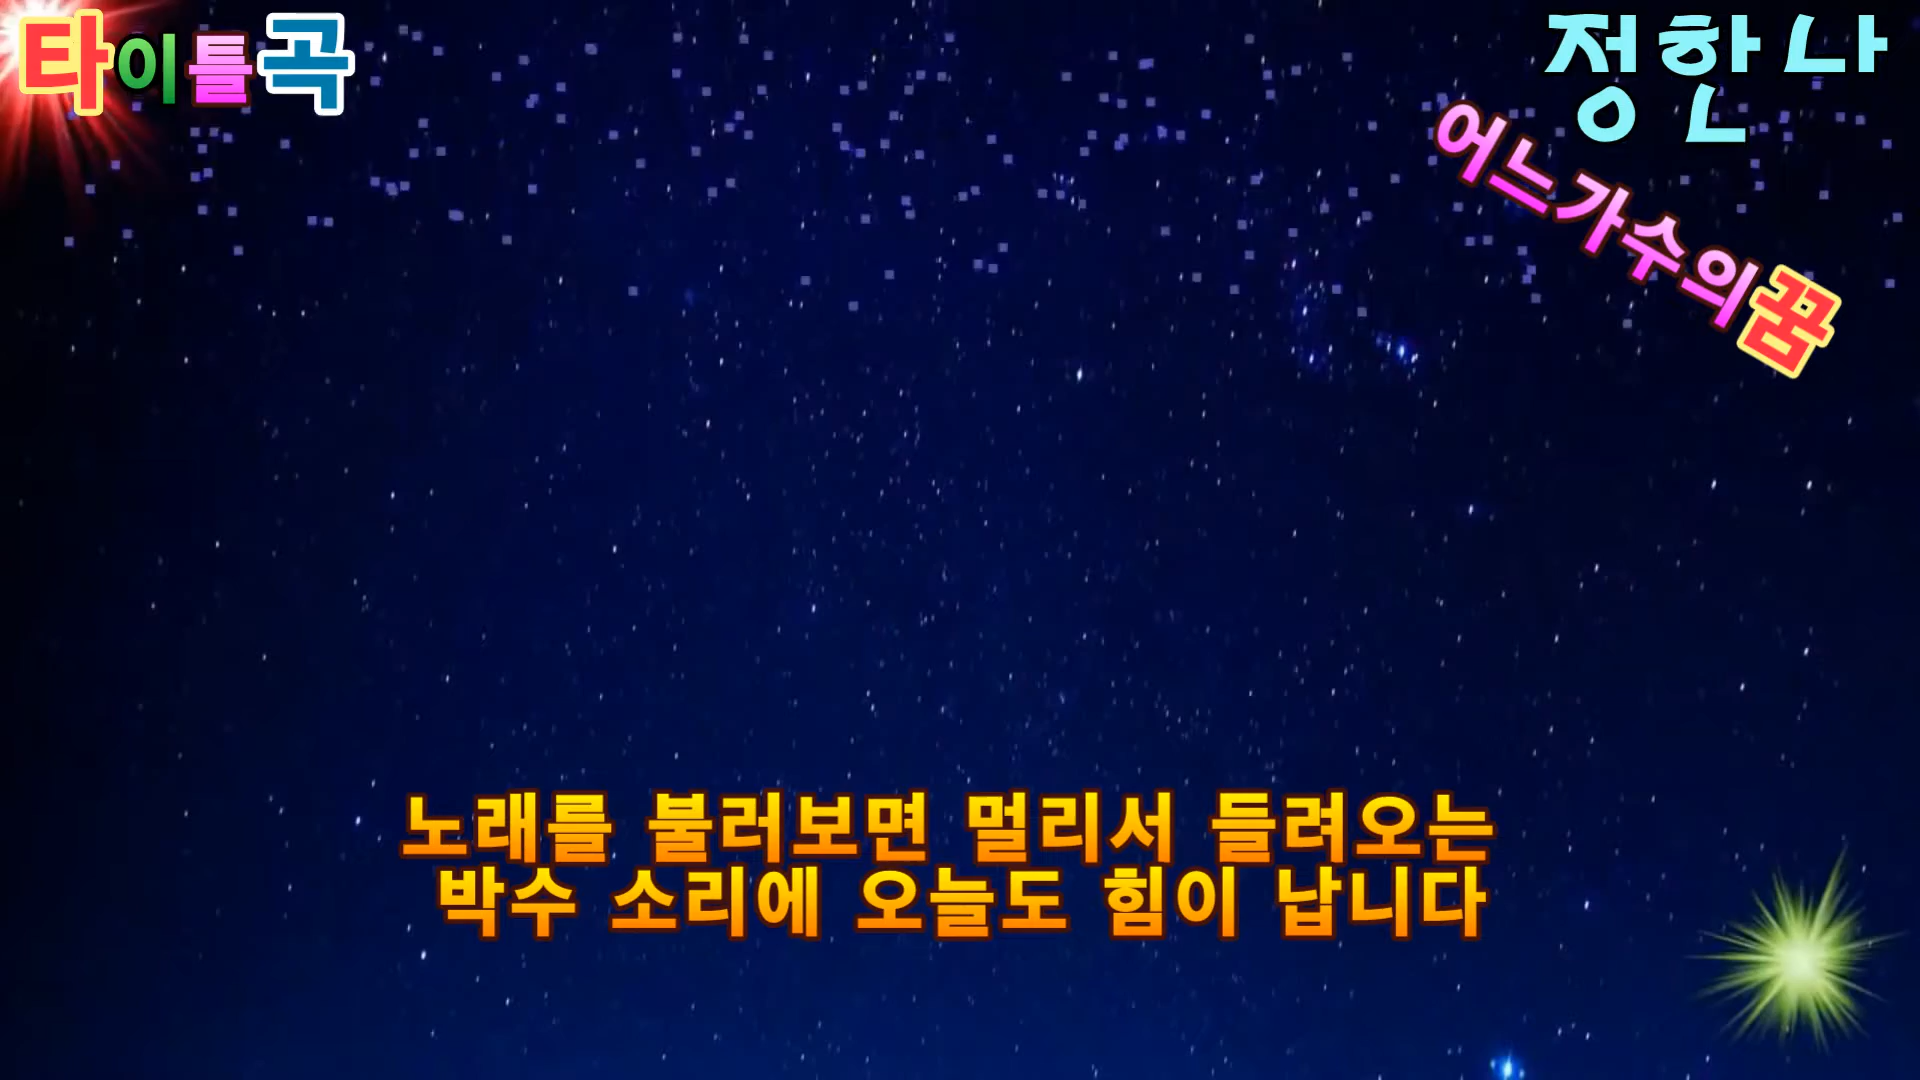 타이틀곡
정한나
어느가수의꿈
노래를 불러보면 멀리서 들려오는
박수 소리에 오늘도 힘이 납니다